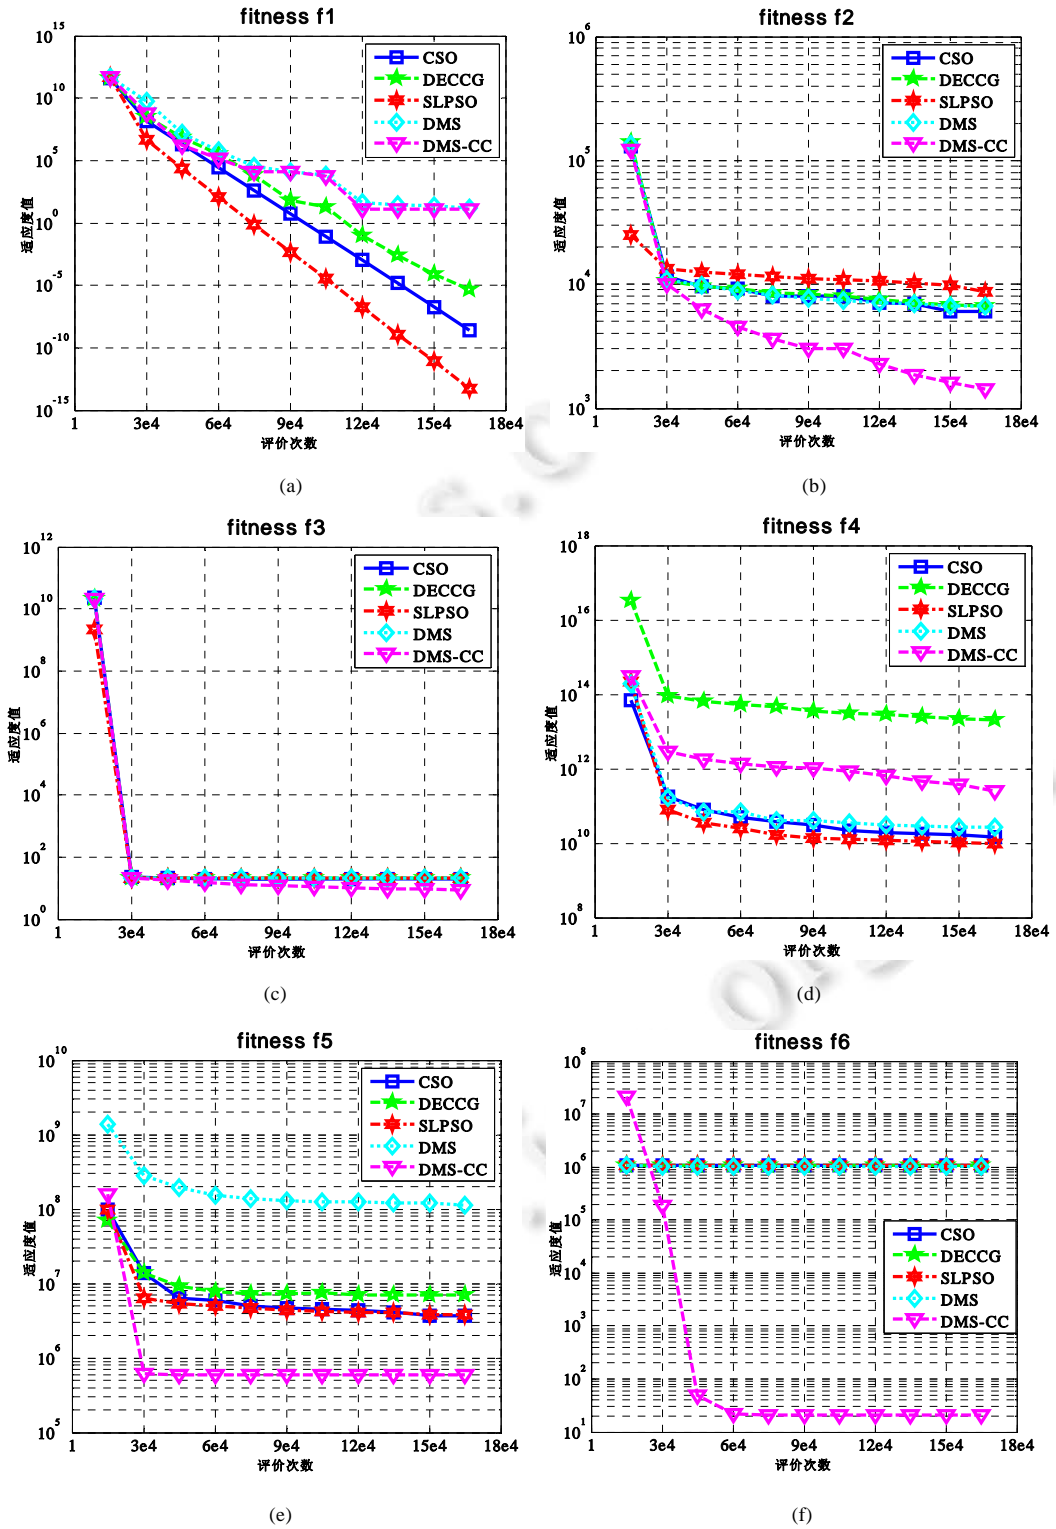 fitness f1
10^15
10^10
10^5
10^0
10^-5
10^-10
10^-15
适应度值
CSO
DECCG
SLPSO
DMS
DMS-CC
1 3e4 6e4 9e4 12e4 15e4 18e4
评价次数
(a)
fitness f2
10^6
10^5
10^4
10^3
适应度值
CSO
DECCG
SLPSO
DMS
DMS-CC
1 3e4 6e4 9e4 12e4 15e4 18e4
评价次数
(b)
fitness f3
10^12
10^10
10^8
10^6
10^4
10^2
10^0
适应度值
CSO
DECCG
SLPSO
DMS
DMS-CC
1 3e4 6e4 9e4 12e4 15e4 18e4
评价次数
(c)
fitness f4
10^18
10^16
10^14
10^12
10^10
10^8
适应度值
CSO
DECCG
SLPSO
DMS
DMS-CC
1 3e4 6e4 9e4 12e4 15e4 18e4
评价次数
(d)
fitness f5
10^10
10^9
10^8
10^7
10^6
10^5
适应度值
CSO
DECCG
SLPSO
DMS
DMS-CC
1 3e4 6e4 9e4 12e4 15e4 18e4
评价次数
(e)
fitness f6
10^8
10^7
10^6
10^5
10^4
10^3
10^2
10^1
适应度值
CSO
DECCG
SLPSO
DMS
DMS-CC
1 3e4 6e4 9e4 12e4 15e4 18e4
评价次数
(f)